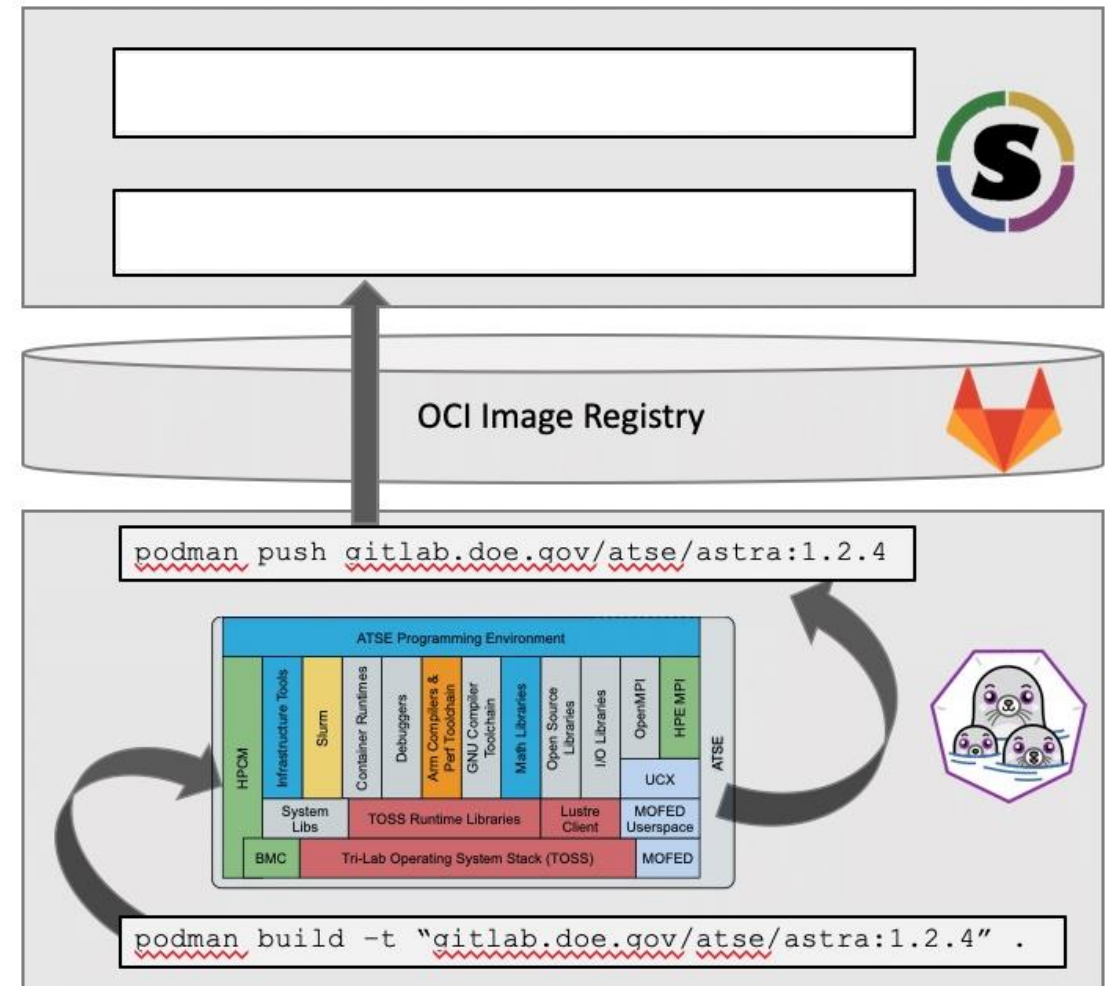 S
OCI Image Registry
podman push gitlab.doe.gov/atse/astra:1.2.4
ATSE Programming Environment
HPCM
Infrastructure Tools
Slurm
Container Runtimes
Debuggers
Arm Compilers &
Perf Toolchain
GNU Compiler
Toolchain
Math Libraries
Open Source
Libraries
I/O Libraries
OpenMPI
HPE MPI
ATSE
UCX
System
Libs
TOSS Runtime Libraries
Lustre
Client
MOFED
Userspace
BMC
Tri-Lab Operating System Stack (TOSS)
MOFED
podman build –t “gitlab.doe.gov/atse/astra:1.2.4” .